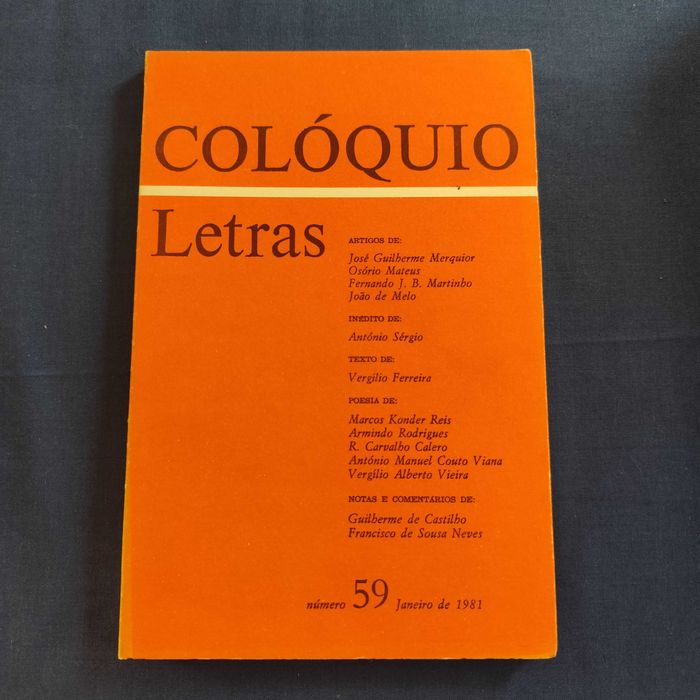 COLÓQUIO
Letras
ARTIGOS DE:
José Guilherme Merquior
Osório Mateus
Fernando J. B. Martinho
João de Melo
INÉDITO DE:
António Sérgio
TEXTO DE:
Vergílio Ferreira
POESIA DE:
Marcos Konder Reis
Armindo Rodrigues
R. Carvalho Calero
António Manuel Couto Viana
Vergílio Alberto Vieira
NOTAS E COMENTÁRIOS DE:
Guilherme de Castilho
Francisco de Sousa Neves
número 59 Janeiro de 1981